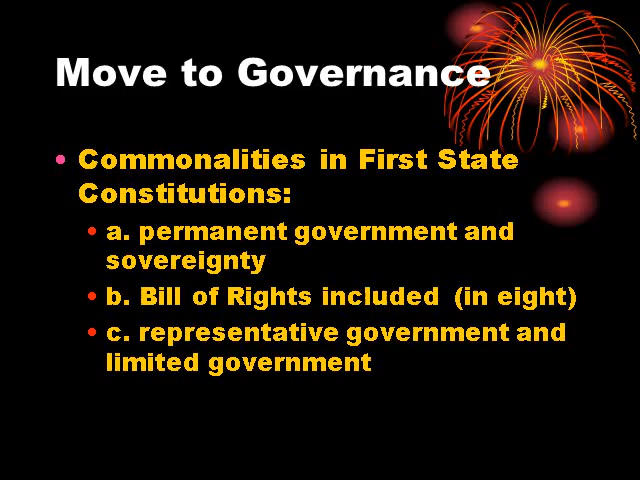 Move to Governance
• Commonalities in First State
Constitutions:
• a. permanent government and
sovereignty
• b. Bill of Rights included (in eight)
• c. representative government and
limited government